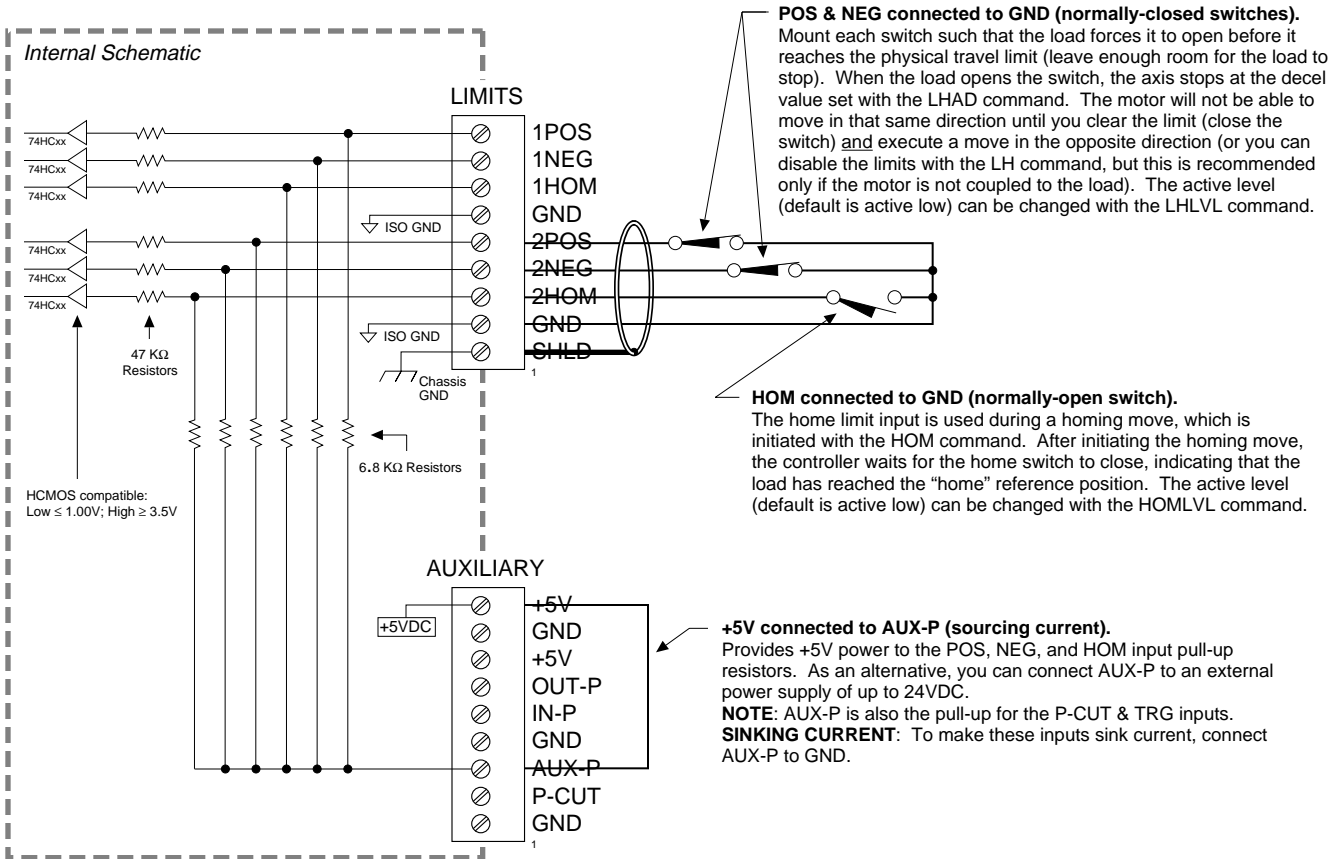 Internal Schematic
LIMITS
74HCxx
74HCxx
74HCxx
74HCxx
74HCxx
74HCxx
1POS
1NEG
1HOM
GND
2POS
2NEG
2HOM
GND
SHLD
1
ISO GND
ISO GND
Chassis
GND
47 KΩ
Resistors
6.8 KΩ Resistors
HCMOS compatible:
Low ≤ 1.00V; High ≥ 3.5V
POS & NEG connected to GND (normally-closed switches).
Mount each switch such that the load forces it to open before it
reaches the physical travel limit (leave enough room for the load to
stop). When the load opens the switch, the axis stops at the decel
value set with the LHAD command. The motor will not be able to
move in that same direction until you clear the limit (close the
switch) and execute a move in the opposite direction (or you can
disable the limits with the LH command, but this is recommended
only if the motor is not coupled to the load). The active level
(default is active low) can be changed with the LHLVL command.
HOM connected to GND (normally-open switch).
The home limit input is used during a homing move, which is
initiated with the HOM command. After initiating the homing move,
the controller waits for the home switch to close, indicating that the
load has reached the “home” reference position. The active level
(default is active low) can be changed with the HOMLVL command.
AUXILIARY
+5VDC
+5V
GND
+5V
OUT-P
IN-P
GND
AUX-P
P-CUT
GND
1
+5V connected to AUX-P (sourcing current).
Provides +5V power to the POS, NEG, and HOM input pull-up
resistors. As an alternative, you can connect AUX-P to an external
power supply of up to 24VDC.
NOTE: AUX-P is also the pull-up for the P-CUT & TRG inputs.
SINKING CURRENT: To make these inputs sink current, connect
AUX-P to GND.